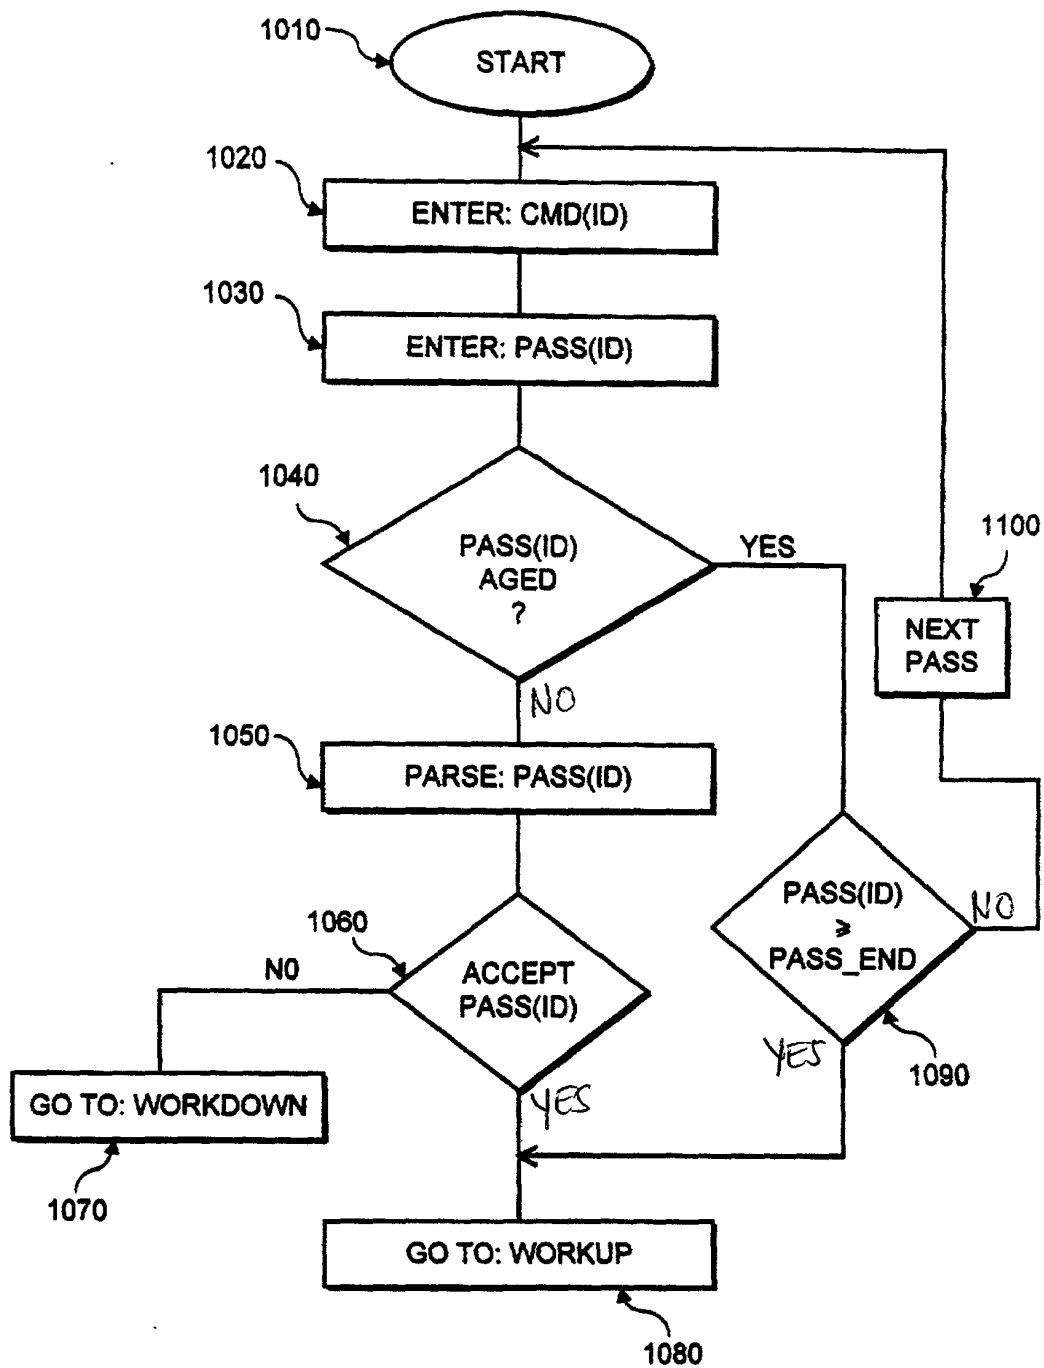 1010
START
1020
ENTER: CMD(ID)
1030
ENTER: PASS(ID)
1040
PASS(ID)
AGED
?
YES
1100
NEXT
PASS
NO
1050
PARSE: PASS(ID)
PASS(ID)
≥
PASS_END
NO
1060
ACCEPT
PASS(ID)
NO
YES
1090
GO TO: WORKDOWN
YES
1070
GO TO: WORKUP
1080